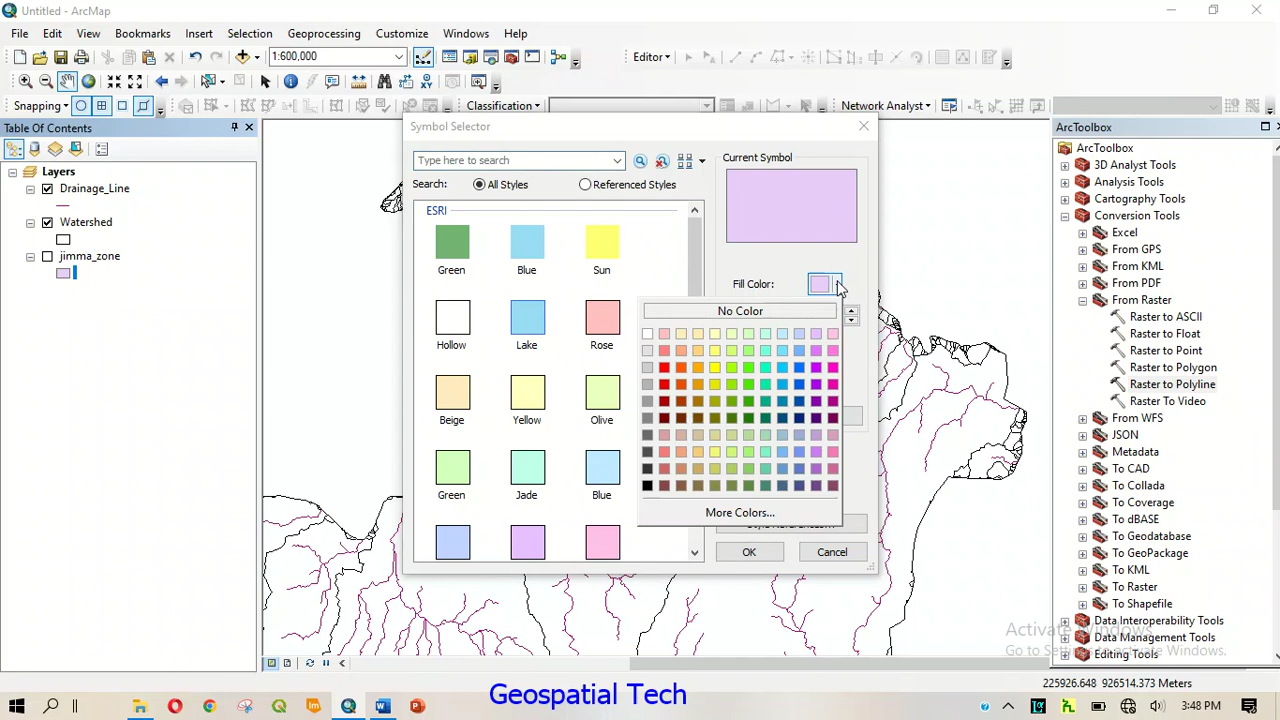 Untitled - ArcMap
File Edit View Bookmarks Insert Selection Geoprocessing Customize Windows Help
1:600,000 Editor
Snapping Classification Network Analyst
Table Of Contents
Layers
Drainage_Line
Watershed
jimma_zone
Symbol Selector
Type here to search
Search: All Styles Referenced Styles
ESRI
Green Blue Sun
Hollow Lake Rose
Beige Yellow Olive
Green Jade Blue
Current Symbol
Fill Color:
No Color
More Colors...
OK Cancel
ArcToolbox
ArcToolbox
3D Analyst Tools
Analysis Tools
Cartography Tools
Conversion Tools
Excel
From GPS
From KML
From PDF
From Raster
Raster to ASCII
Raster to Float
Raster to Point
Raster to Polygon
Raster to Polyline
Raster To Video
From WFS
JSON
Metadata
To CAD
To Collada
To Coverage
To dBASE
To Geodatabase
To GeoPackage
To KML
To Raster
To Shapefile
Data Interoperability Tools
Data Management Tools
Editing Tools
Activate Windows
Go to Settings to activate Windows.
225926.648 926514.373 Meters
Geospatial Tech
3:48 PM